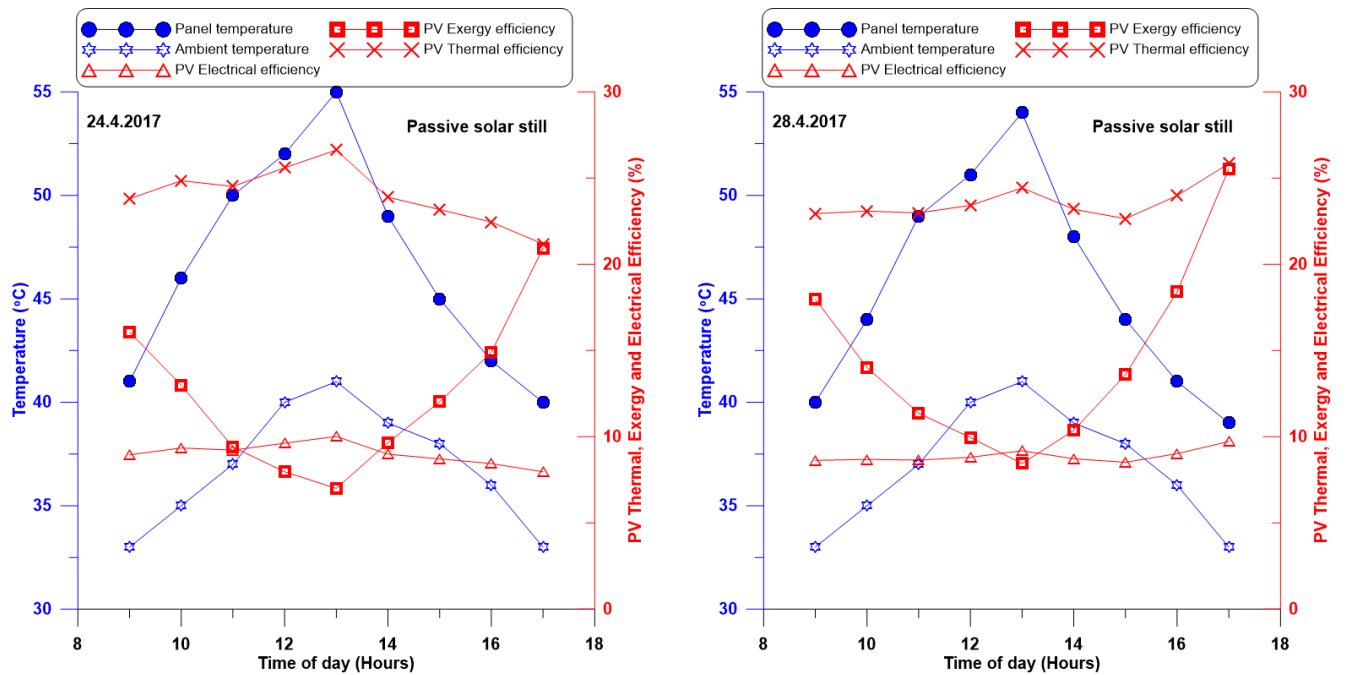 Panel temperature
PV Exergy efficiency
Ambient temperature
PV Thermal efficiency
PV Electrical efficiency
24.4.2017
Passive solar still
55
50
45
40
35
30
Temperature (°C)
30
20
10
0
PV Thermal, Exergy and Electrical Efficiency (%)
8
10
12
14
16
18
Time of day (Hours)
Panel temperature
PV Exergy efficiency
Ambient temperature
PV Thermal efficiency
PV Electrical efficiency
28.4.2017
Passive solar still
55
50
45
40
35
30
Temperature (°C)
30
20
10
0
PV Thermal, Exergy and Electrical Efficiency (%)
8
10
12
14
16
18
Time of day (Hours)